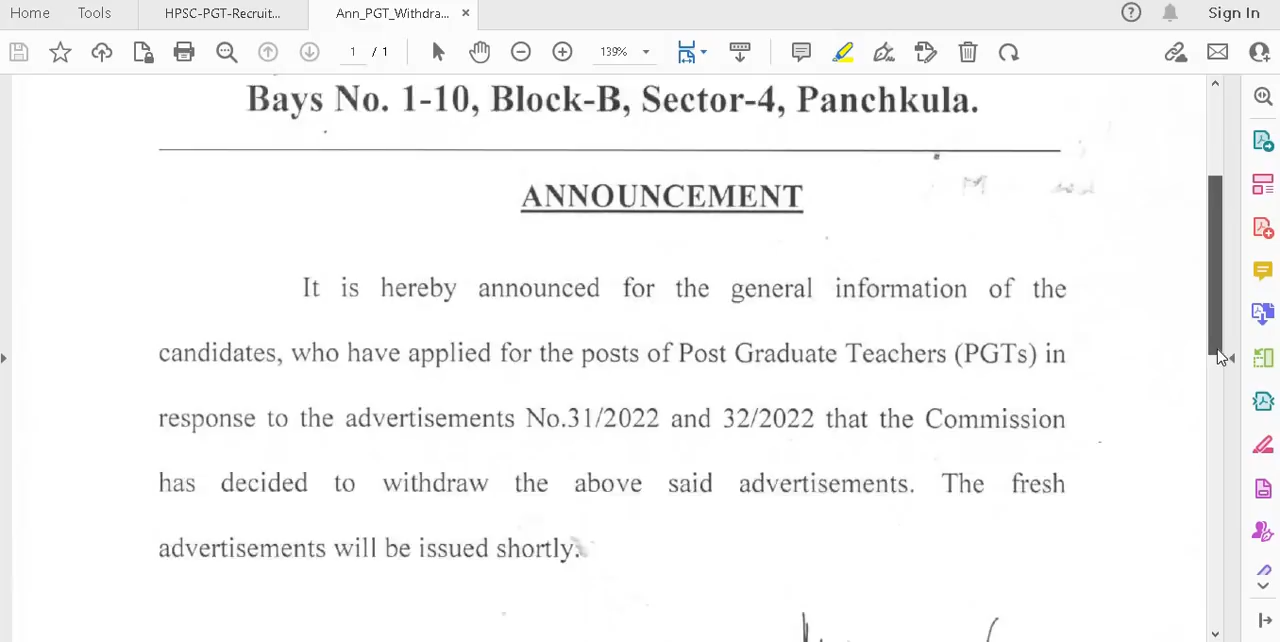 Home Tools HPSC-PGT-Recruit... Ann_PGT_Withdra... × Sign In
1 / 1 139%
Bays No. 1-10, Block-B, Sector-4, Panchkula.
ANNOUNCEMENT
It is hereby announced for the general information of the
candidates, who have applied for the posts of Post Graduate Teachers (PGTs) in
response to the advertisements No.31/2022 and 32/2022 that the Commission
has decided to withdraw the above said advertisements. The fresh
advertisements will be issued shortly.